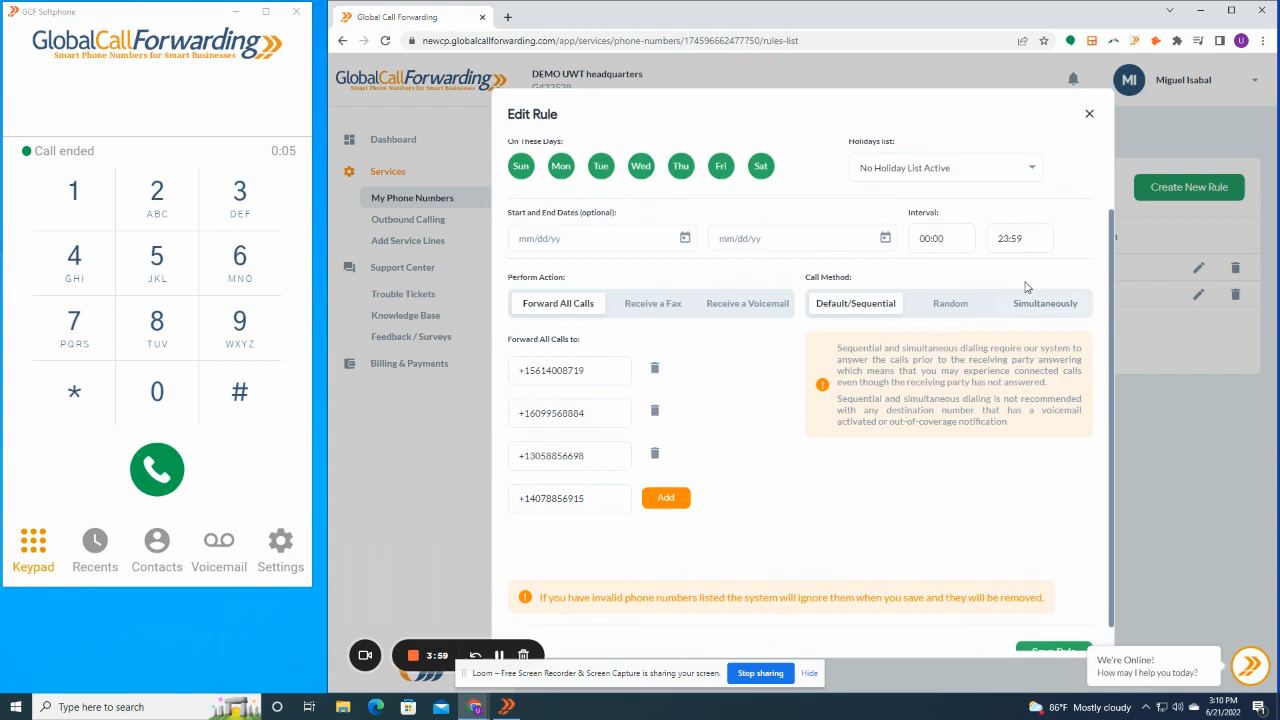 GCF Softphone
GlobalCallForwarding
Smart Phone Numbers for Smart Businesses
Call ended
0:05
1
2
ABC
3
DEF
4
GHI
5
JKL
6
MNO
7
PQRS
8
TUV
9
WXYZ
*
0
#
Keypad
Recents
Contacts
Voicemail
Settings
Global Call Forwarding
newcp.globalcallforwarding.com/app/services/phone-numbers/1745966662477750/rules-list
U
GlobalCallForwarding
Smart Phone Numbers for Smart Businesses
DEMO UWT headquarters
MI
Miguel Isabal
Dashboard
Services
My Phone Numbers
Outbound Calling
Add Service Lines
Support Center
Trouble Tickets
Knowledge Base
Feedback / Surveys
Billing & Payments
Create New Rule
Edit Rule
On These Days:
Holidays list:
Sun
Mon
Tue
Wed
Thu
Fri
Sat
No Holiday List Active
Start and End Dates (optional):
Interval:
mm/dd/yy
mm/dd/yy
00:00
23:59
Perform Action:
Call Method:
Forward All Calls
Receive a Fax
Receive a Voicemail
Default/Sequential
Random
Simultaneously
Forward All Calls to:
+15614008719
+16099568884
+13058856698
+14078856915
Add
Sequential and simultaneous dialing require our system to
answer the calls prior to the receiving party answering
which means that you may experience connected calls
even though the receiving party has not answered.
Sequential and simultaneous dialing is not recommended
with any destination number that has a voicemail
activated or out-of-coverage notification
If you have invalid phone numbers listed the system will ignore them when you save and they will be removed.
Save Rule
3:59
Loom – Free Screen Recorder & Screen Capture is sharing your screen.
Stop sharing
Hide
We're Online!
How may I help you today?
Type here to search
86°F Mostly cloudy
3:10 PM
6/21/2022